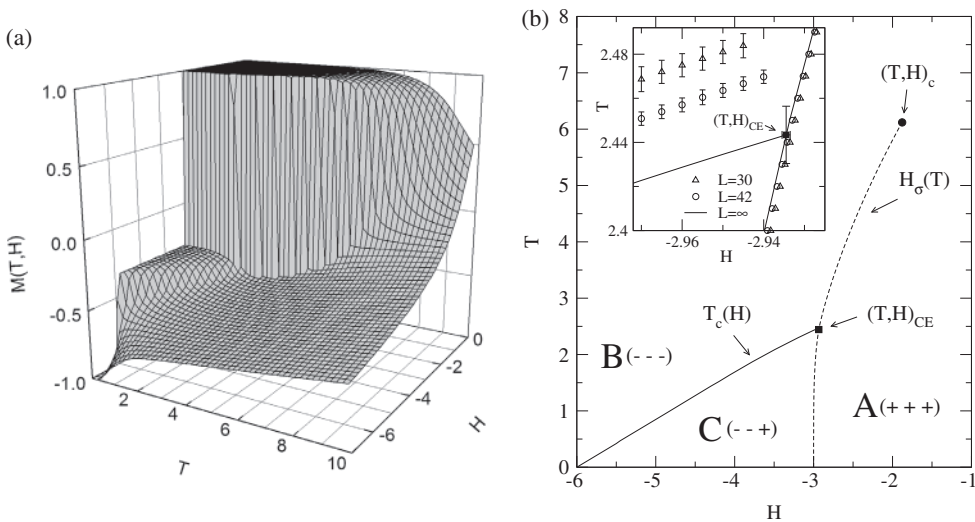 (a)
1.0
0.5
0.0
-0.5
-1.0
M(T,H)
2
4
6
8
10
T
0
-2
-4
-6
H
(b)
8
7
6
5
4
3
2
1
0
T
-6
-5
-4
-3
-2
-1
H
2.48
2.44
2.4
T
-2.96
-2.94
H
(T,H)CE
L=30
L=42
L=∞
(T,H)c
Hσ(T)
Tc(H)
(T,H)CE
B (- - -)
C (- - +)
A (+ + +)